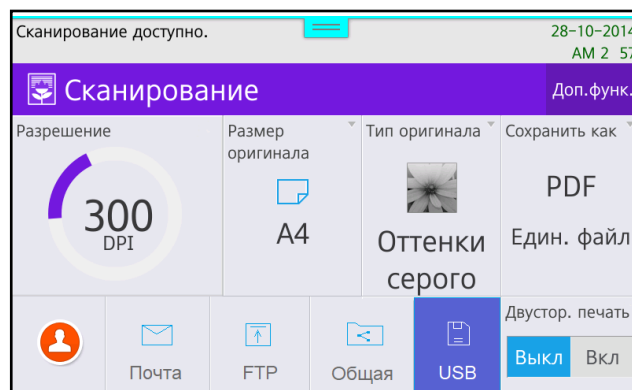 Сканирование доступно.
28-10-2014
AM 2 57
Сканирование
Доп.функ.
Разрешение
300
DPI
Размер
оригинала
A4
Тип оригинала
Оттенки
серого
Сохранить как
PDF
Един. файл
Почта
FTP
Общая
USB
Двустор. печать
Выкл
Вкл